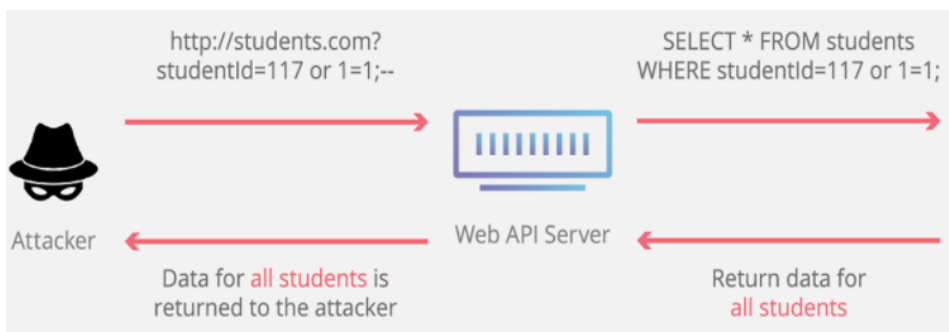 http://students.com?
studentId=117 or 1=1;--
SELECT * FROM students
WHERE studentId=117 or 1=1;
Attacker
Web API Server
Data for all students is
returned to the attacker
Return data for
all students